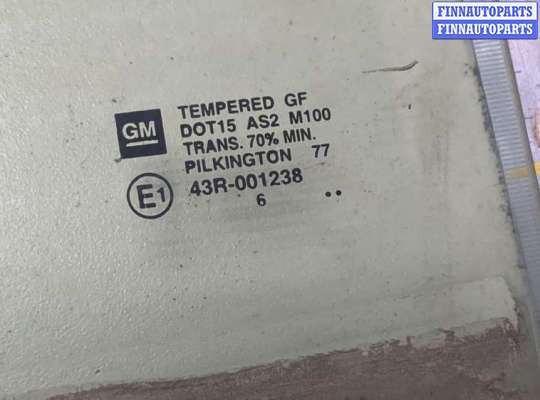 FINNAUTOPARTS
FINNAUTOPARTS
GM
TEMPERED GF
DOT15 AS2 M100
TRANS. 70% MIN.
PILKINGTON 77
E1
43R-001238
6 ..